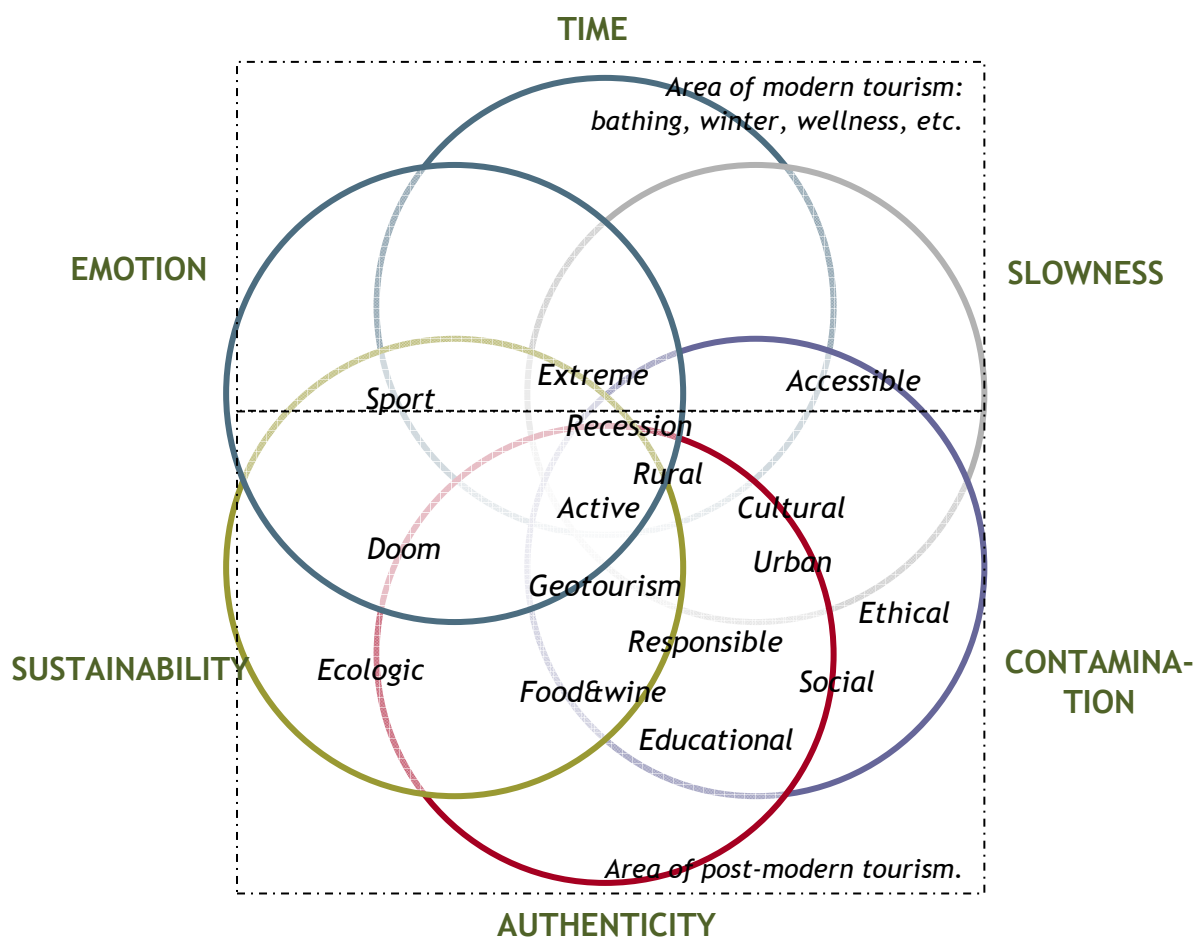 TIME
Area of modern tourism:
bathing, winter, wellness, etc.
EMOTION
SLOWNESS
Extreme
Accessible
Sport
Recession
Rural
Active
Cultural
Doom
Urban
Geotourism
Ethical
Responsible
SUSTAINABILITY
Ecologic
CONTAMINA-
TION
Social
Food&wine
Educational
Area of post-modern tourism.
AUTHENTICITY